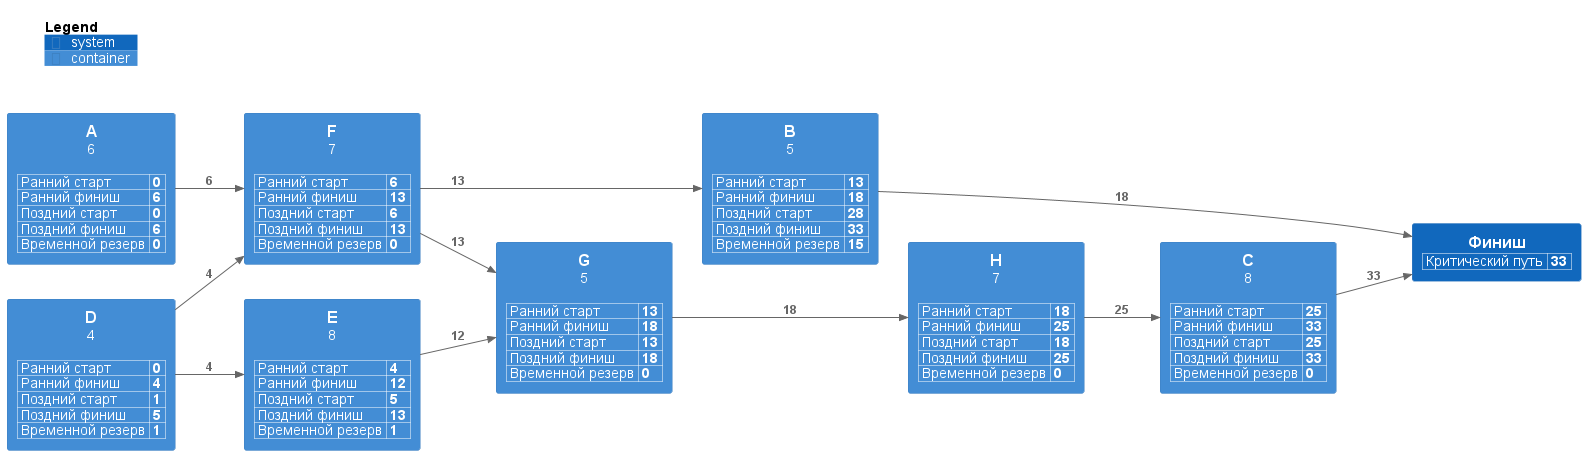 Legend
system
container
A
6
Ранний старт 0
Ранний финиш 6
Поздний старт 0
Поздний финиш 6
Временной резерв 0
6
F
7
Ранний старт 6
Ранний финиш 13
Поздний старт 6
Поздний финиш 13
Временной резерв 0
13
B
5
Ранний старт 13
Ранний финиш 18
Поздний старт 28
Поздний финиш 33
Временной резерв 15
18
Финиш
Критический путь 33
4
13
G
5
Ранний старт 13
Ранний финиш 18
Поздний старт 13
Поздний финиш 18
Временной резерв 0
18
H
7
Ранний старт 18
Ранний финиш 25
Поздний старт 18
Поздний финиш 25
Временной резерв 0
25
C
8
Ранний старт 25
Ранний финиш 33
Поздний старт 25
Поздний финиш 33
Временной резерв 0
33
D
4
Ранний старт 0
Ранний финиш 4
Поздний старт 1
Поздний финиш 5
Временной резерв 1
4
E
8
Ранний старт 4
Ранний финиш 12
Поздний старт 5
Поздний финиш 13
Временной резерв 1
12